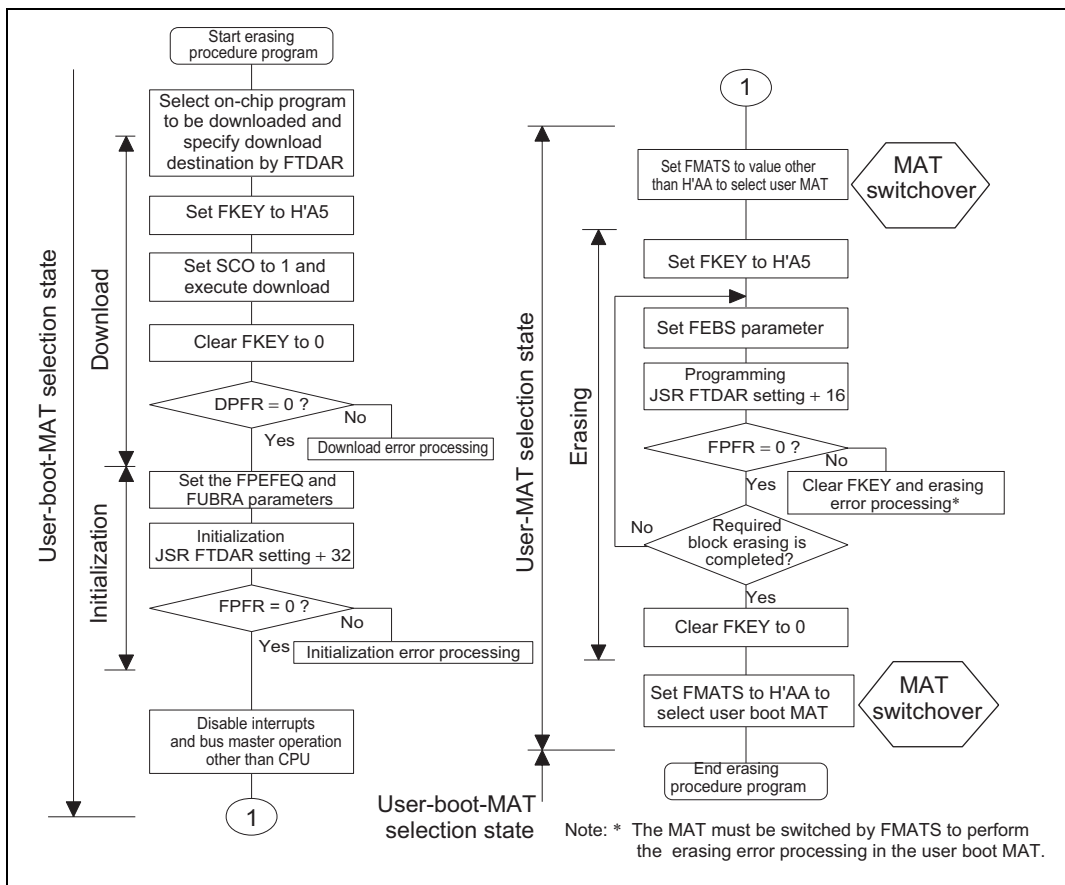 Start erasing
procedure program
Select on-chip program
to be downloaded and
specify download
destination by FTDAR
Set FKEY to H'A5
Set SCO to 1 and
execute download
Clear FKEY to 0
DPFR = 0 ?
No
Yes
Download error processing
Set the FPEFEQ and
FUBRA parameters
Initialization
JSR FTDAR setting + 32
FPFR = 0 ?
No
Yes
Initialization error processing
Disable interrupts
and bus master operation
other than CPU
1
User-boot-MAT selection state
Download
Initialization
1
Set FMATS to value other
than H'AA to select user MAT
MAT
switchover
Set FKEY to H'A5
Set FEBS parameter
Programming
JSR FTDAR setting + 16
FPFR = 0 ?
No
Yes
Clear FKEY and erasing
error processing*
No
Required
block erasing is
completed?
Yes
Clear FKEY to 0
Set FMATS to H'AA to
select user boot MAT
MAT
switchover
End erasing
procedure program
User-MAT selection state
Erasing
User-boot-MAT
selection state
Note: * The MAT must be switched by FMATS to perform
the erasing error processing in the user boot MAT.